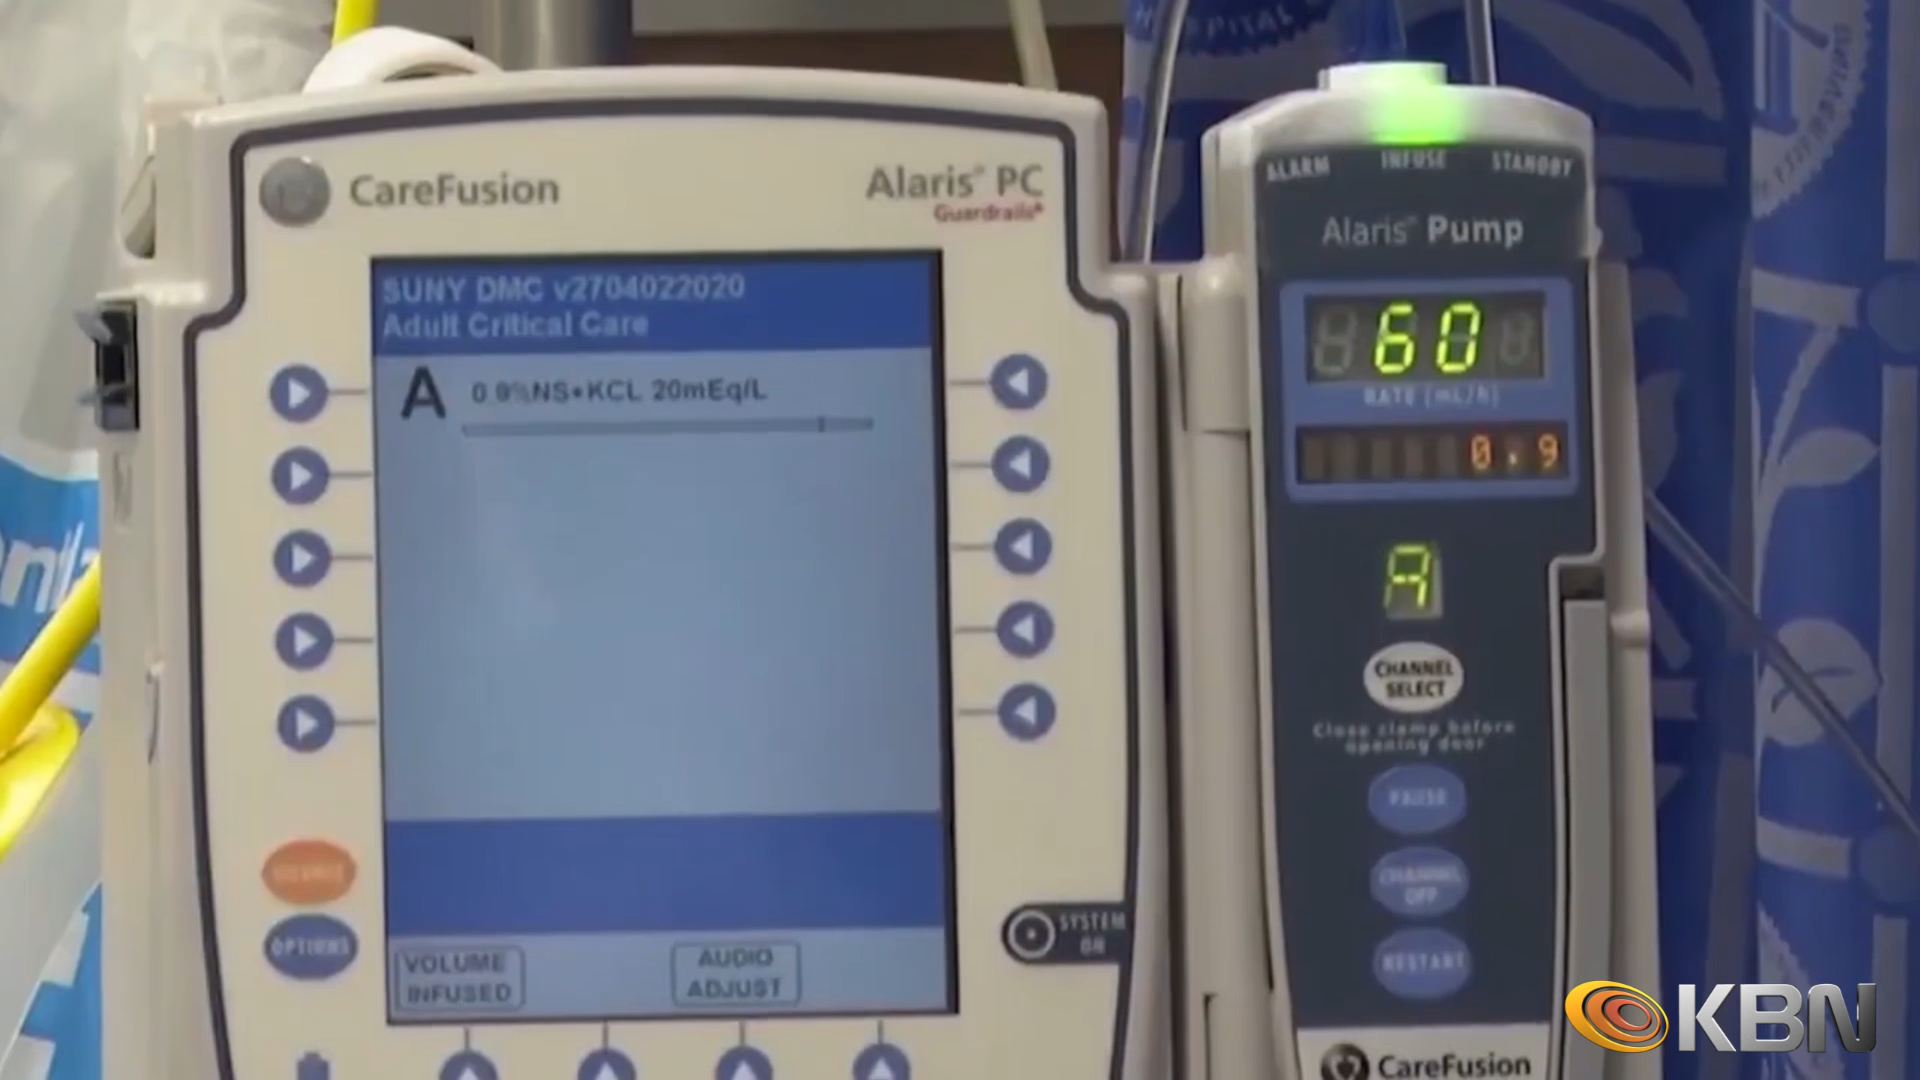 HOSPITAL
CareFusion
Alaris® PC
Guardrails®
SUNY DMC v2704022020
Adult Critical Care
A
0.9%NS+KCL 20mEq/L
OPTIONS
VOLUME
INFUSED
AUDIO
ADJUST
SYSTEM
ON
ALARM
INFUSE
STANDBY
Alaris® Pump
60
RATE (mL/h)
0.9
A
CHANNEL
SELECT
Close clamp before
opening door
PAUSE
CHANNEL
OFF
RESTART
CareFusion
KBN